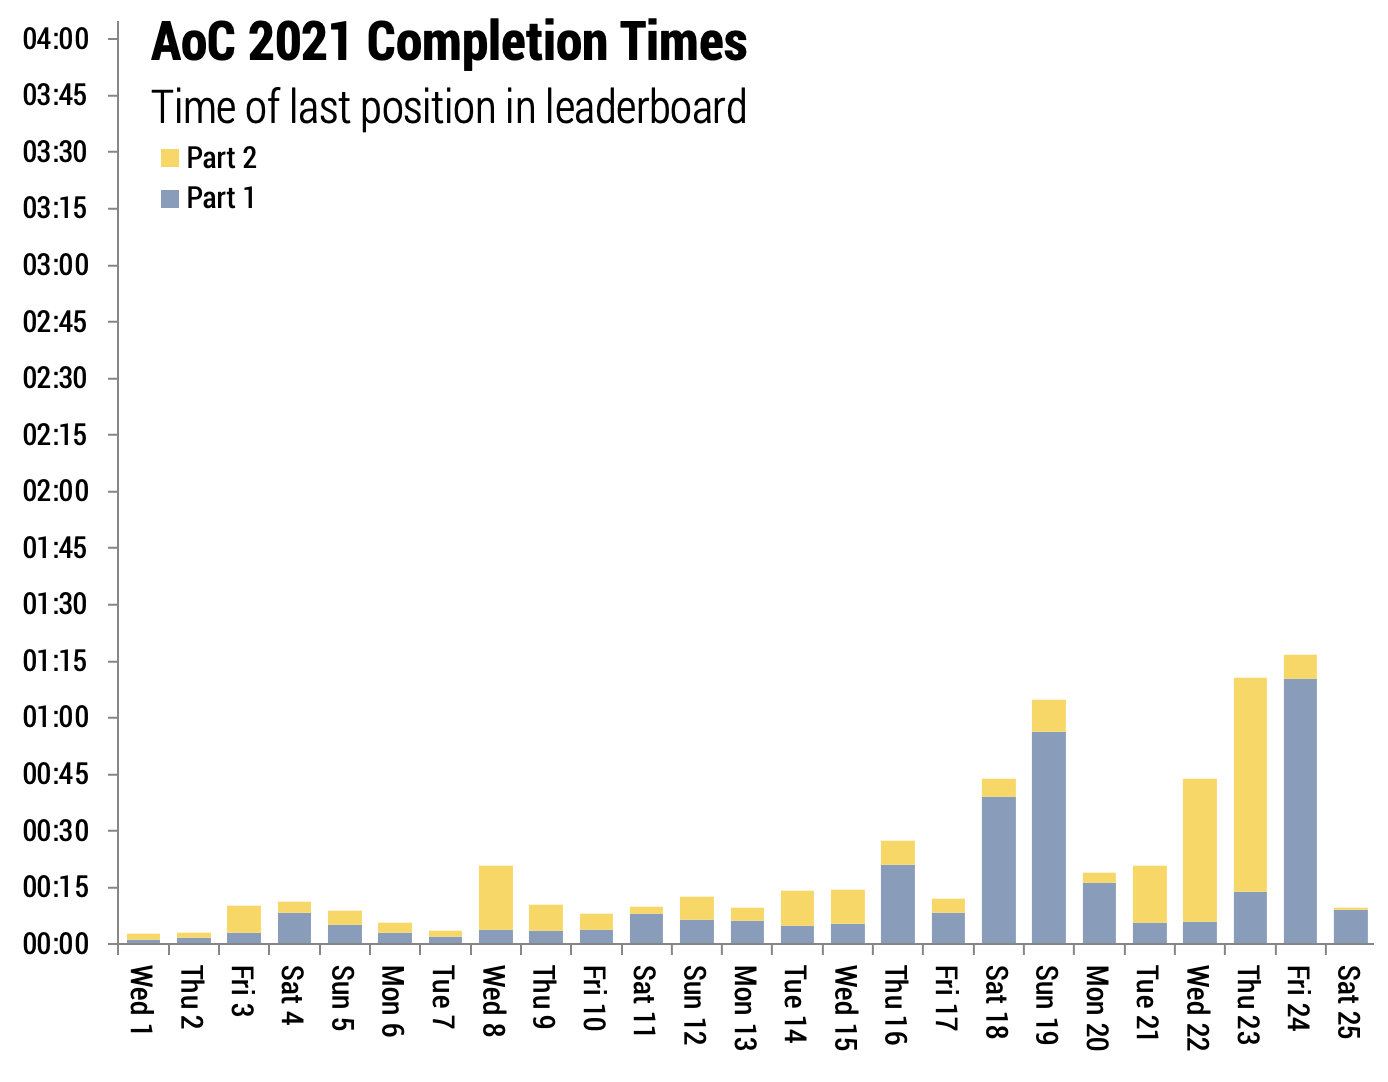 AoC 2021 Completion Times
Time of last position in leaderboard
Part 2
Part 1
04:00
03:45
03:30
03:15
03:00
02:45
02:30
02:15
02:00
01:45
01:30
01:15
01:00
00:45
00:30
00:15
00:00
Wed 1
Thu 2
Fri 3
Sat 4
Sun 5
Mon 6
Tue 7
Wed 8
Thu 9
Fri 10
Sat 11
Sun 12
Mon 13
Tue 14
Wed 15
Thu 16
Fri 17
Sat 18
Sun 19
Mon 20
Tue 21
Wed 22
Thu 23
Fri 24
Sat 25